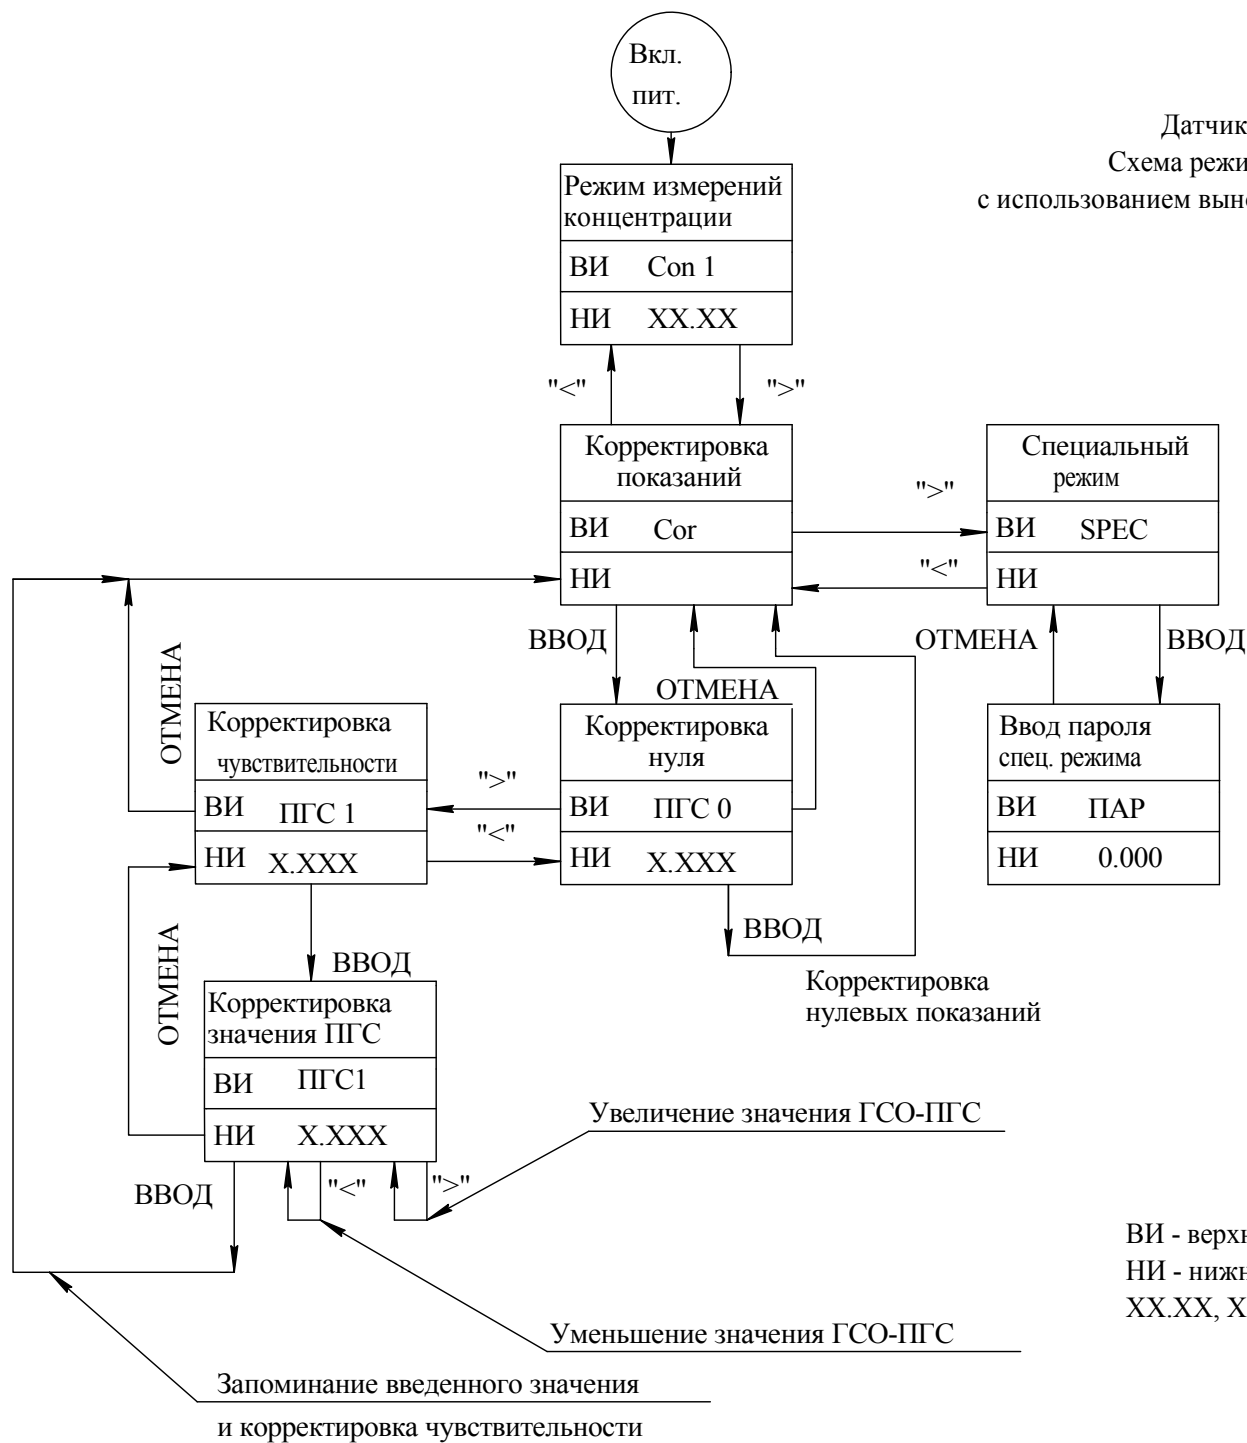 Вкл.
пит.
Датчик
Схема режи
с использованием вын
Режим измерений
концентрации
ВИ Con 1
НИ XX.XX
"<"
">"
Корректировка
показаний
ВИ Cor
НИ
">"
"<"
Специальный
режим
ВИ SPEC
НИ
ВВОД
ОТМЕНА
ОТМЕНА
ВВОД
ОТМЕНА
Корректировка
чувствительности
ВИ ПГС 1
НИ X.XXX
">"
"<"
Корректировка
нуля
ВИ ПГС 0
НИ X.XXX
Ввод пароля
спец. режима
ВИ ПАР
НИ 0.000
ВВОД
Корректировка
нулевых показаний
ВВОД
ОТМЕНА
Корректировка
значения ПГС
ВИ ПГС1
НИ X.XXX
ВВОД
"<"
">"
Увеличение значения ГСО-ПГС
Уменьшение значения ГСО-ПГС
Запоминание введенного значения
и корректировка чувствительности
ВИ - верх
НИ - ниж
XX.XX, X